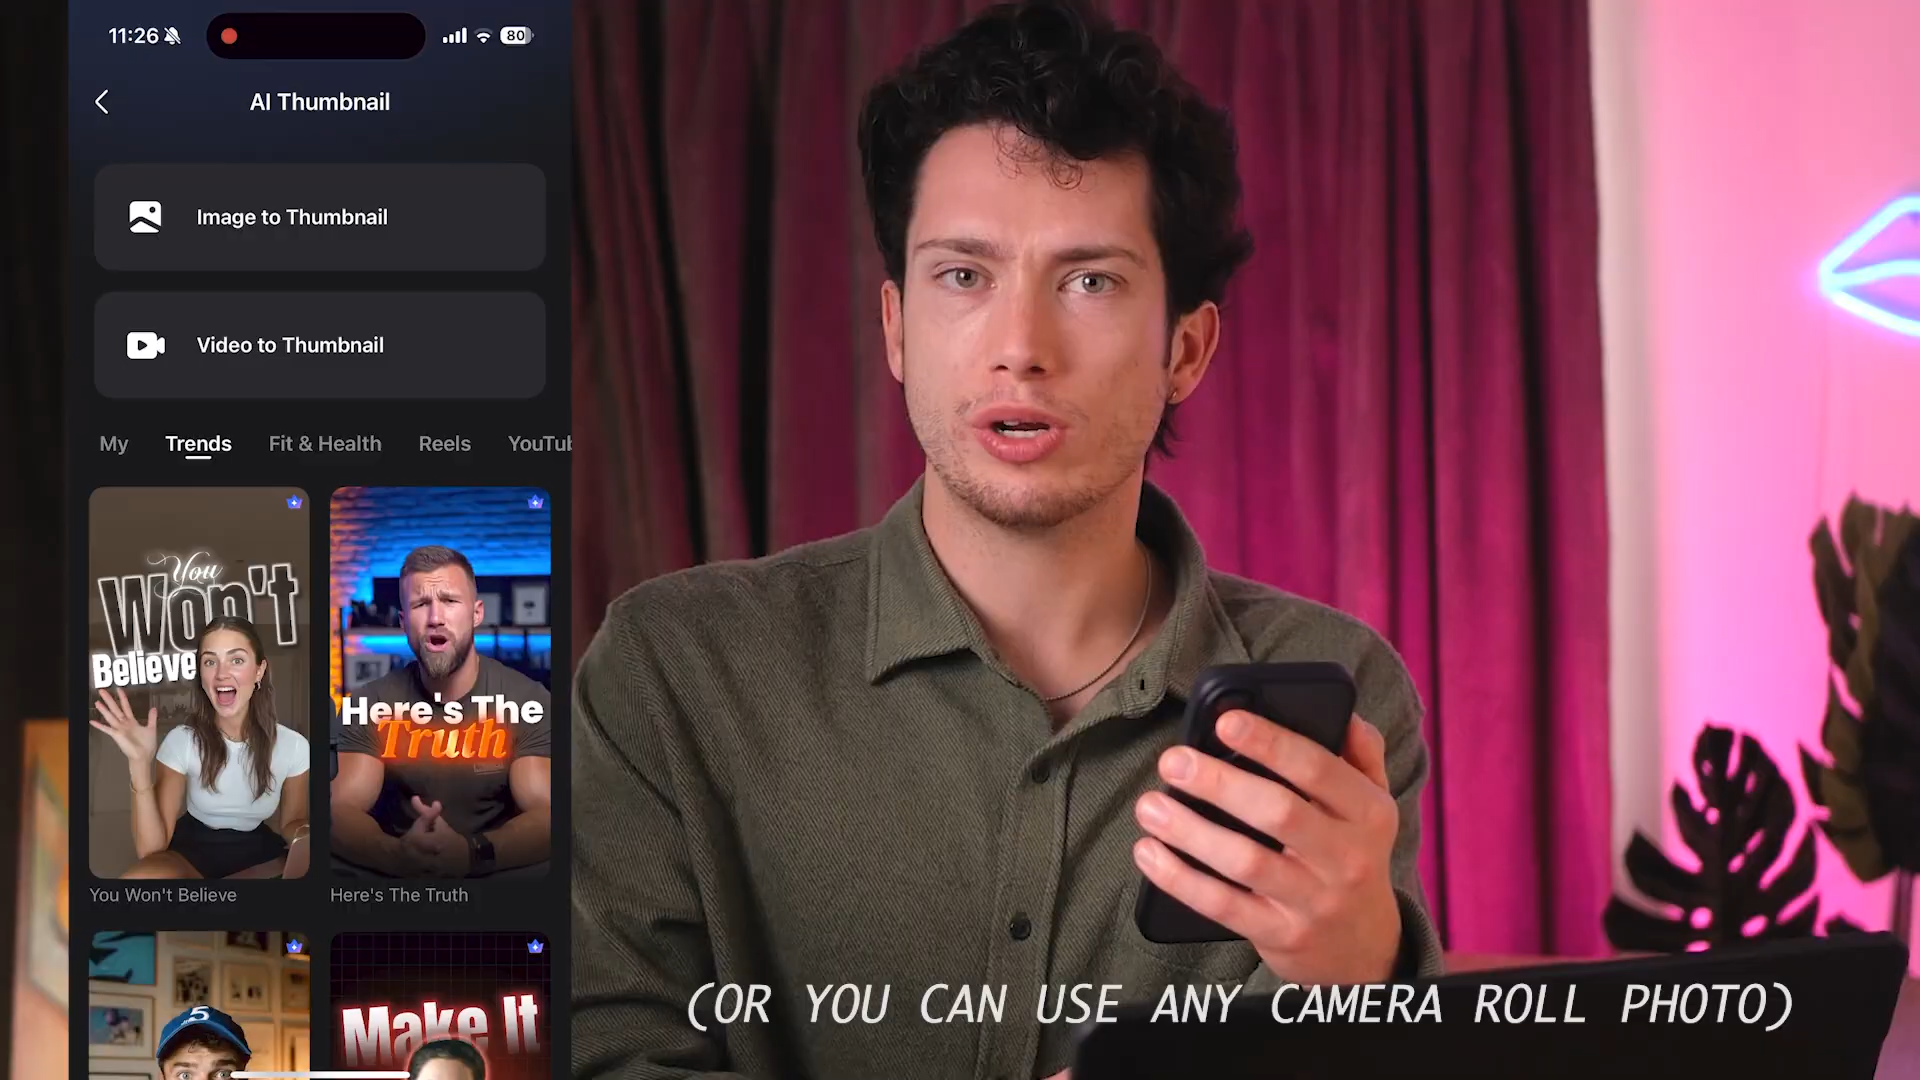 11:26
80
AI Thumbnail
Image to Thumbnail
Video to Thumbnail
My Trends Fit & Health Reels YouTub
You
Won't
Believe
Here's The
Truth
You Won't Believe
Here's The Truth
5
Make It
(OR YOU CAN USE ANY CAMERA ROLL PHOTO)